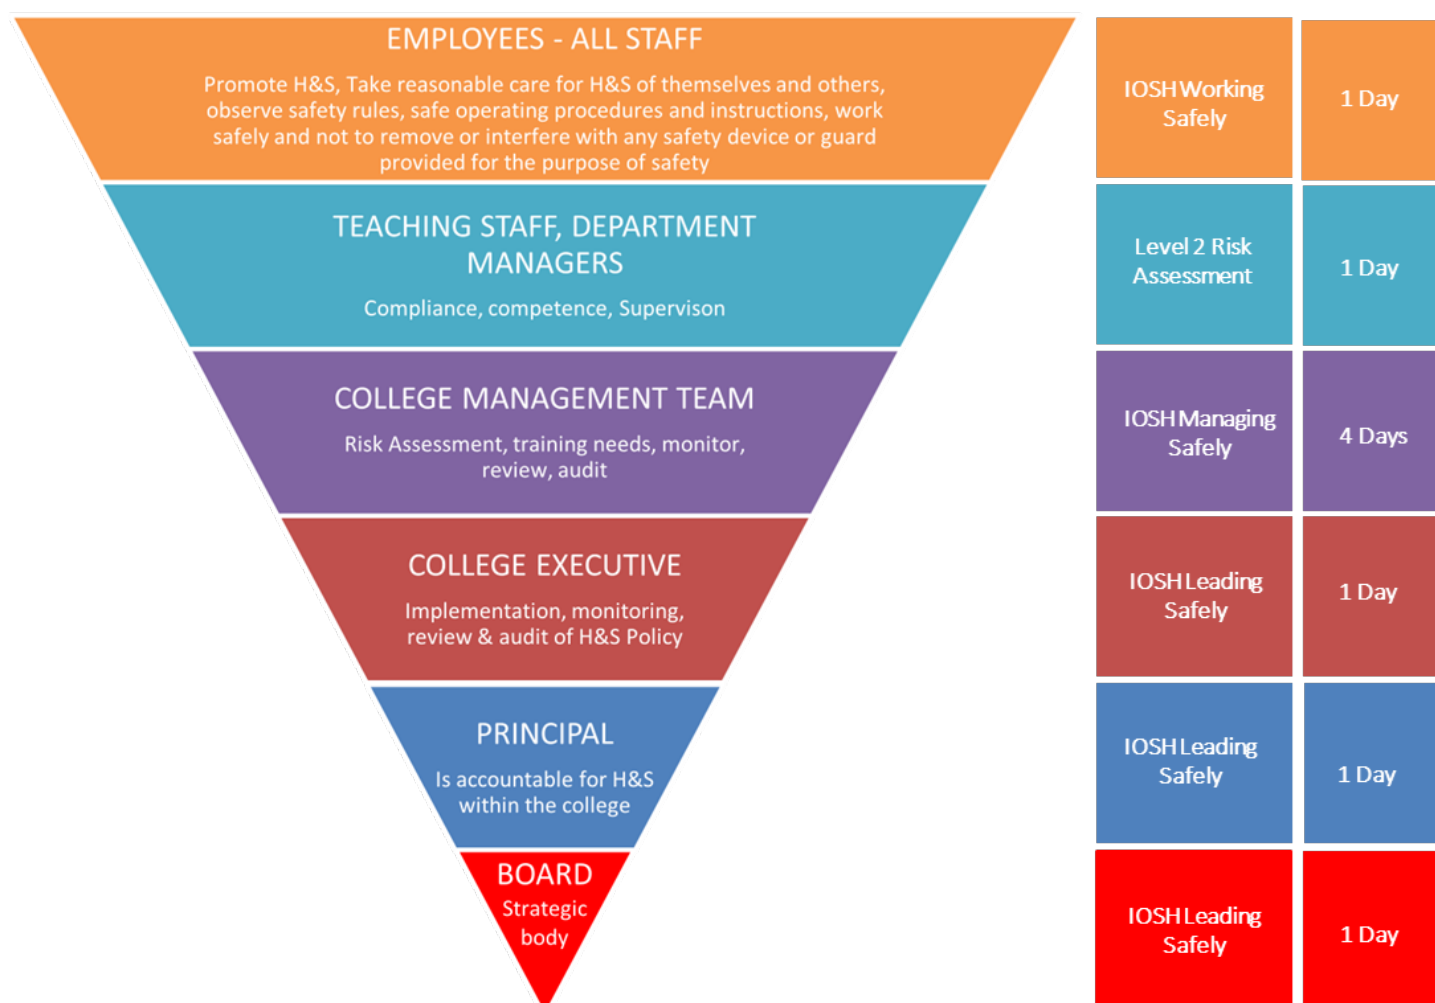 EMPLOYEES - ALL STAFF
Promote H&S, Take reasonable care for H&S of themselves and others,
observe safety rules, safe operating procedures and instructions, work
safely and not to remove or interfere with any safety device or guard
provided for the purpose of safety
IOSH Working
Safely
1 Day
TEACHING STAFF, DEPARTMENT
MANAGERS
Compliance, competence, Supervison
Level 2 Risk
Assessment
1 Day
COLLEGE MANAGEMENT TEAM
Risk Assessment, training needs, monitor,
review, audit
IOSH Managing
Safely
4 Days
COLLEGE EXECUTIVE
Implementation, monitoring,
review & audit of H&S Policy
IOSH Leading
Safely
1 Day
PRINCIPAL
Is accountable for H&S
within the college
IOSH Leading
Safely
1 Day
BOARD
Strategic
body
IOSH Leading
Safely
1 Day